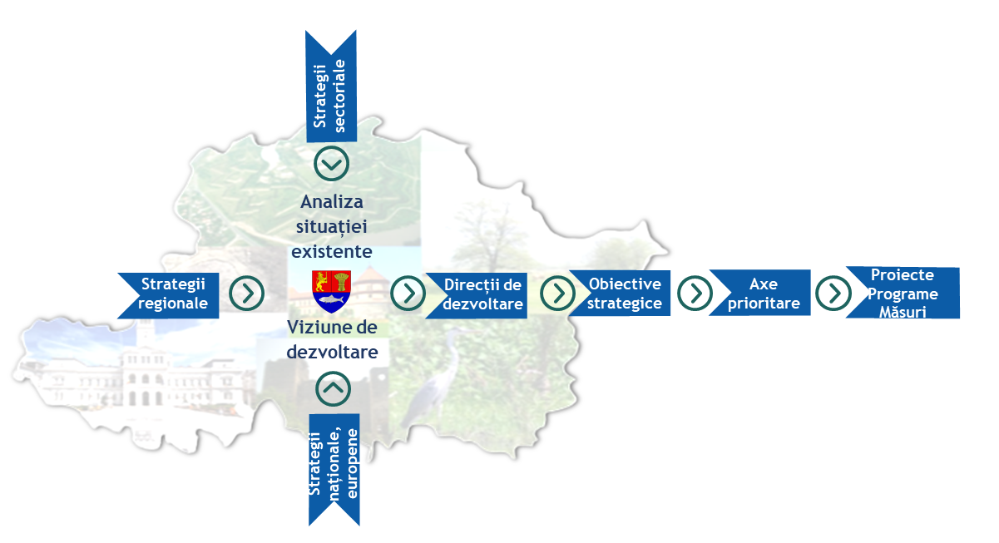 Strategii
sectoriale
Analiza
situației
existente
Strategii
regionale
Viziune de
dezvoltare
Direcții de
dezvoltare
Obiective
strategice
Axe
prioritare
Proiecte
Programe
Măsuri
Strategii
naționale,
europene